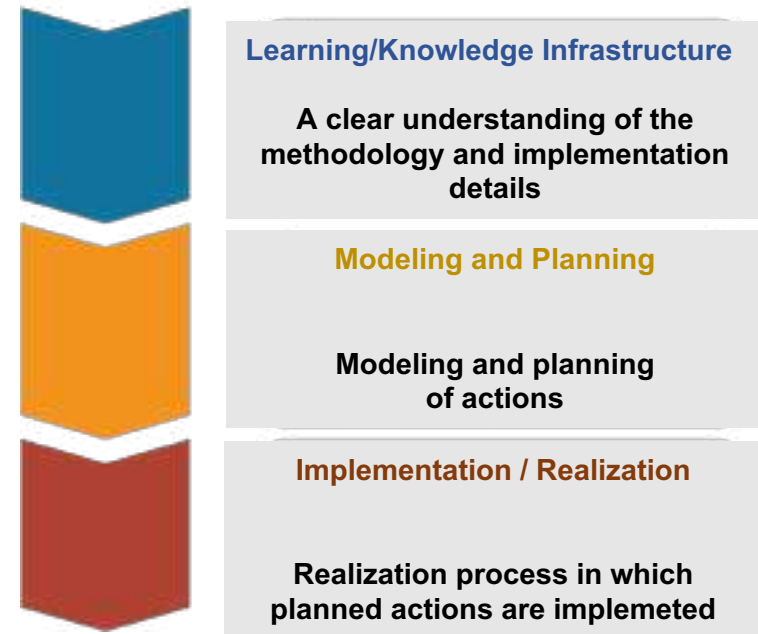 Learning/Knowledge Infrastructure
A clear understanding of the
methodology and implementation
details
Modeling and Planning
Modeling and planning
of actions
Implementation / Realization
Realization process in which
planned actions are implemeted